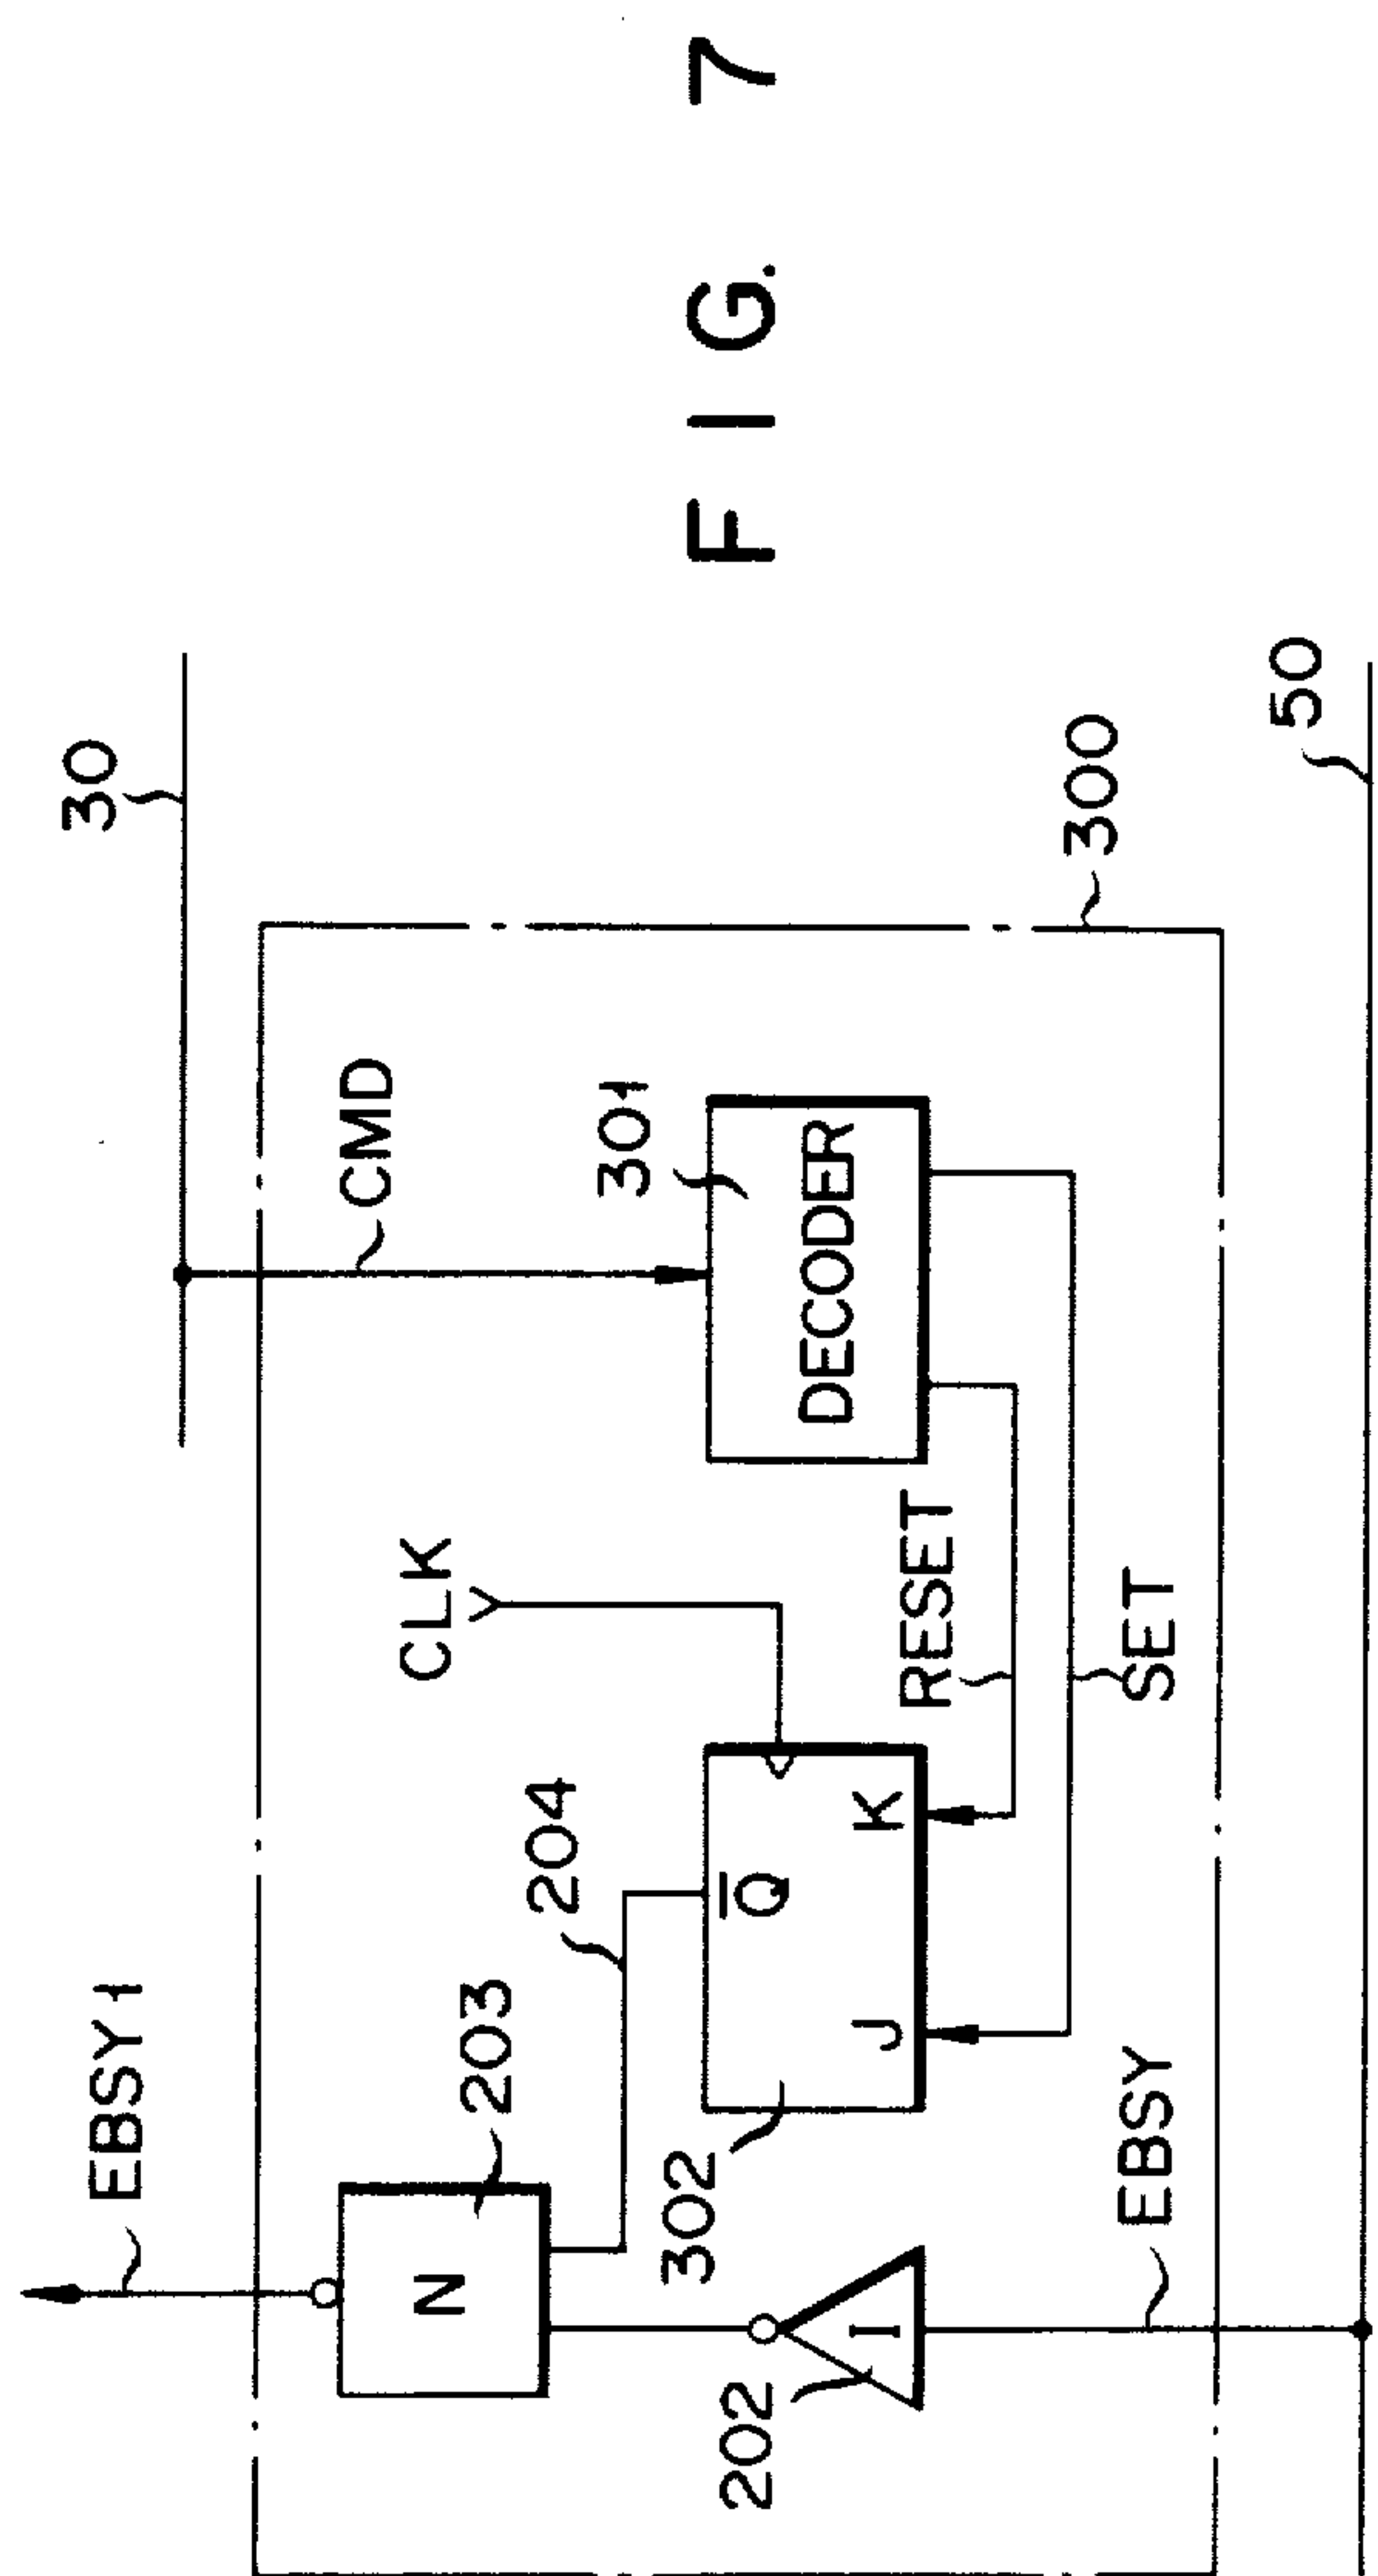 FIG. 7
30
EBSY1
CMD
CLK
203
N
204
301
DECODER
302
Q̅
J
K
RESET
202
I
SET
EBSY
300
50